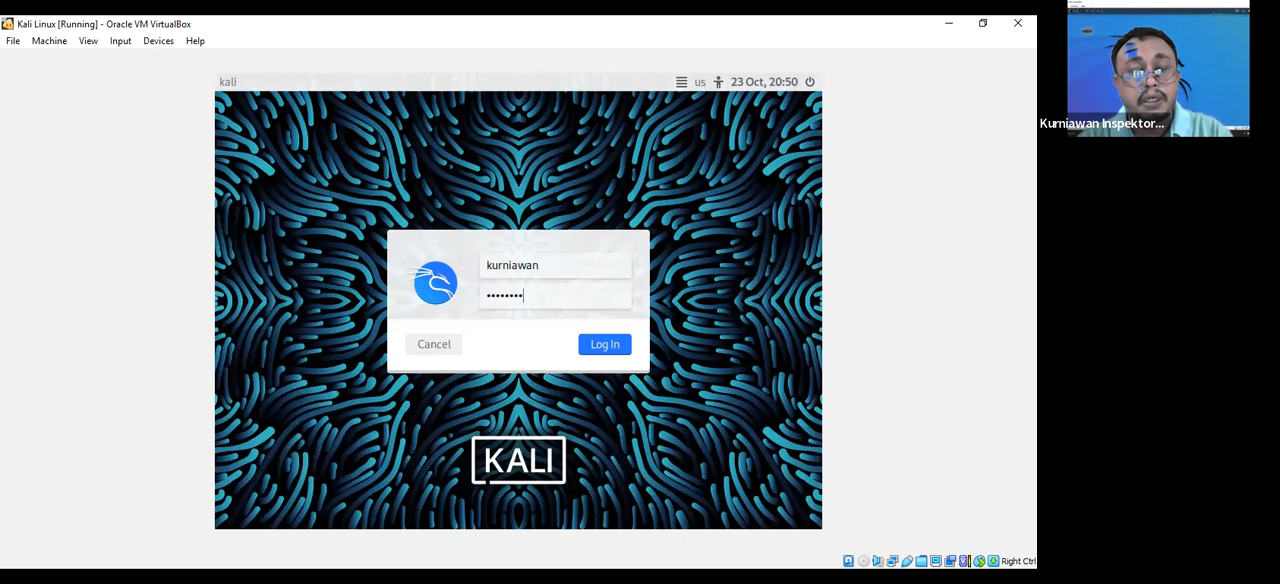 Kali Linux [Running] - Oracle VM VirtualBox
File Machine View Input Devices Help
kali us 23 Oct, 20:50
kurniawan
••••••••
Cancel Log In
KALI
Right Ctrl
Kurniawan Inspektor...